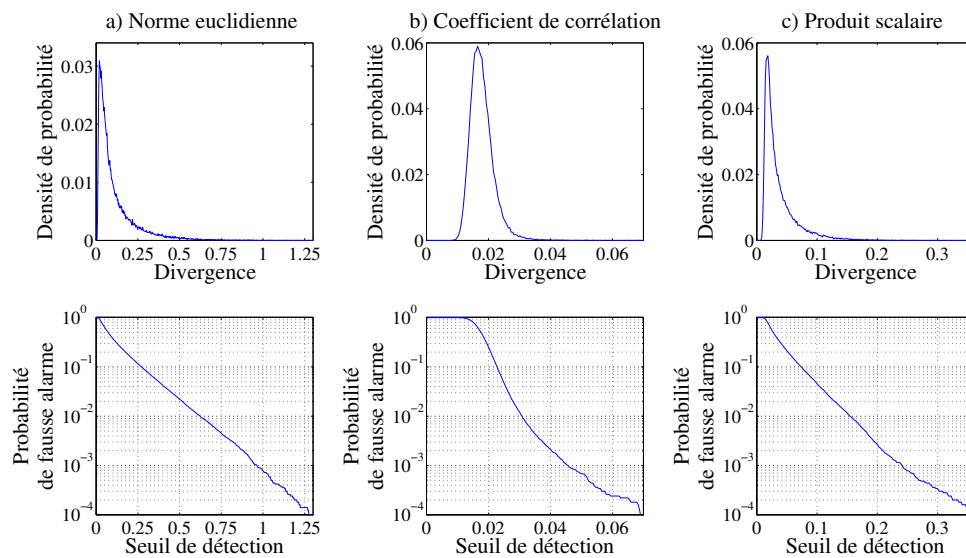 a) Norme euclidienne
b) Coefficient de corrélation
c) Produit scalaire
Densité de probabilité
0.03
0.02
0.01
0
0 0.25 0.5 0.75 1 1.25
Divergence
Densité de probabilité
0.06
0.04
0.02
0
0 0.02 0.04 0.06
Divergence
Densité de probabilité
0.06
0.04
0.02
0
0 0.1 0.2 0.3
Divergence
Probabilité
de fausse alarme
10⁰
10⁻¹
10⁻²
10⁻³
10⁻⁴
0 0.25 0.5 0.75 1 1.25
Seuil de détection
Probabilité
de fausse alarme
10⁰
10⁻¹
10⁻²
10⁻³
10⁻⁴
0 0.02 0.04 0.06
Seuil de détection
Probabilité
de fausse alarme
10⁰
10⁻¹
10⁻²
10⁻³
10⁻⁴
0 0.1 0.2 0.3
Seuil de détection